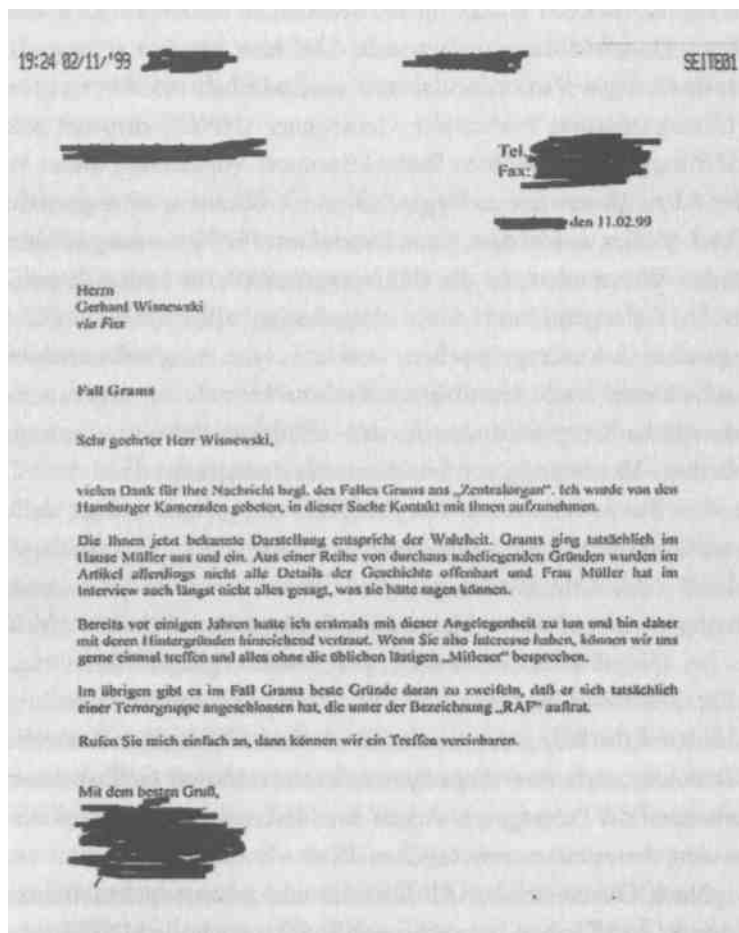 19:24 02/11/'99
SEITE01
Tel.
Fax:
den 11.02.99
Herrn
Gerhard Wisnewski
via Fax
Fall Grams
Sehr geehrter Herr Wisnewski,
vielen Dank für Ihre Nachricht bzgl. des Falles Grams ans „Zentralorgan“. Ich wurde von den
Hamburger Kameraden gebeten, in dieser Sache Kontakt mit Ihnen aufzunehmen.
Die Ihnen jetzt bekannte Darstellung entspricht der Wahrheit. Grams ging tatsächlich im
Hause Müller aus und ein. Aus einer Reihe von durchaus naheliegenden Gründen wurden im
Artikel allerdings nicht alle Details der Geschichte offenbart und Frau Müller hat im
Interview auch längst nicht alles gesagt, was sie hätte sagen können.
Bereits vor einigen Jahren hatte ich erstmals mit dieser Angelegenheit zu tun und bin daher
mit deren Hintergründen hinreichend vertraut. Wenn Sie also Interesse haben, können wir uns
gerne einmal treffen und alles ohne die üblichen lästigen „Mithörer“ besprechen.
Im übrigen gibt es im Fall Grams beste Gründe daran zu zweifeln, daß er sich tatsächlich
einer Terrorgruppe angeschlossen hat, die unter der Bezeichnung „RAF“ auftrat.
Rufen Sie mich einfach an, dann können wir ein Treffen vereinbaren.
Mit dem besten Gruß,